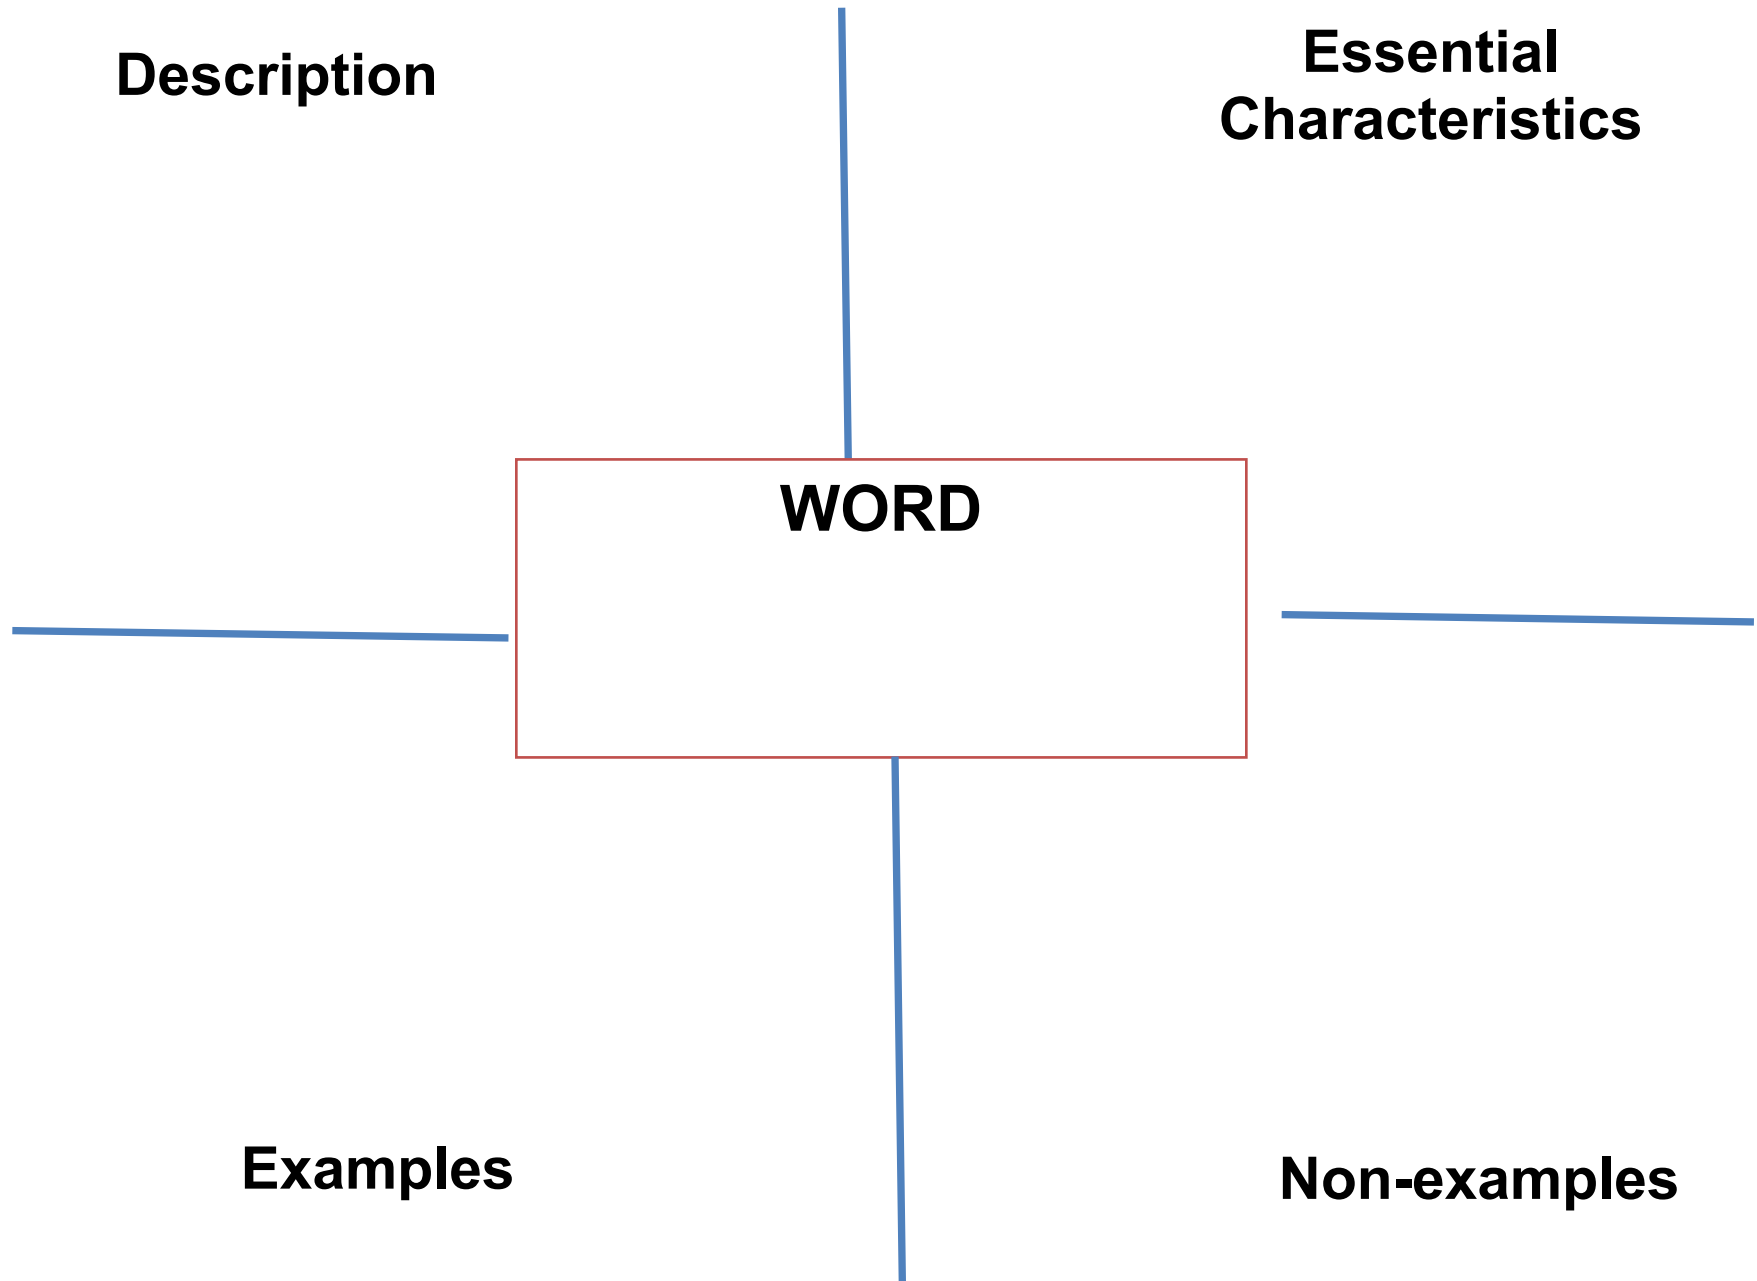 Description
Essential
Characteristics
WORD
Examples
Non-examples